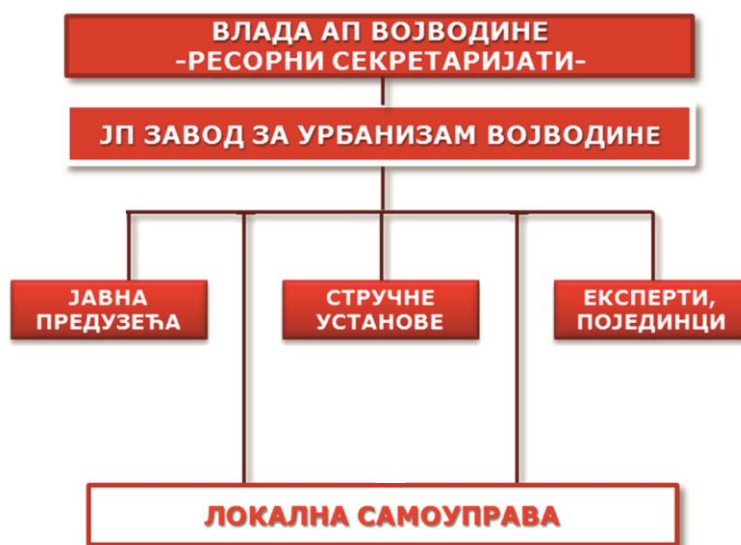 ВЛАДА АП ВОЈВОДИНЕ
-РЕСОРНИ СЕКРЕТАРИЈАТИ-
ЈП ЗАВОД ЗА УРБАНИЗАМ ВОЈВОДИНЕ
ЈАВНА
ПРЕДУЗЕЋА
СТРУЧНЕ
УСТАНОВЕ
ЕКСПЕРТИ,
ПОЈЕДИНЦИ
ЛОКАЛНА САМОУПРАВА